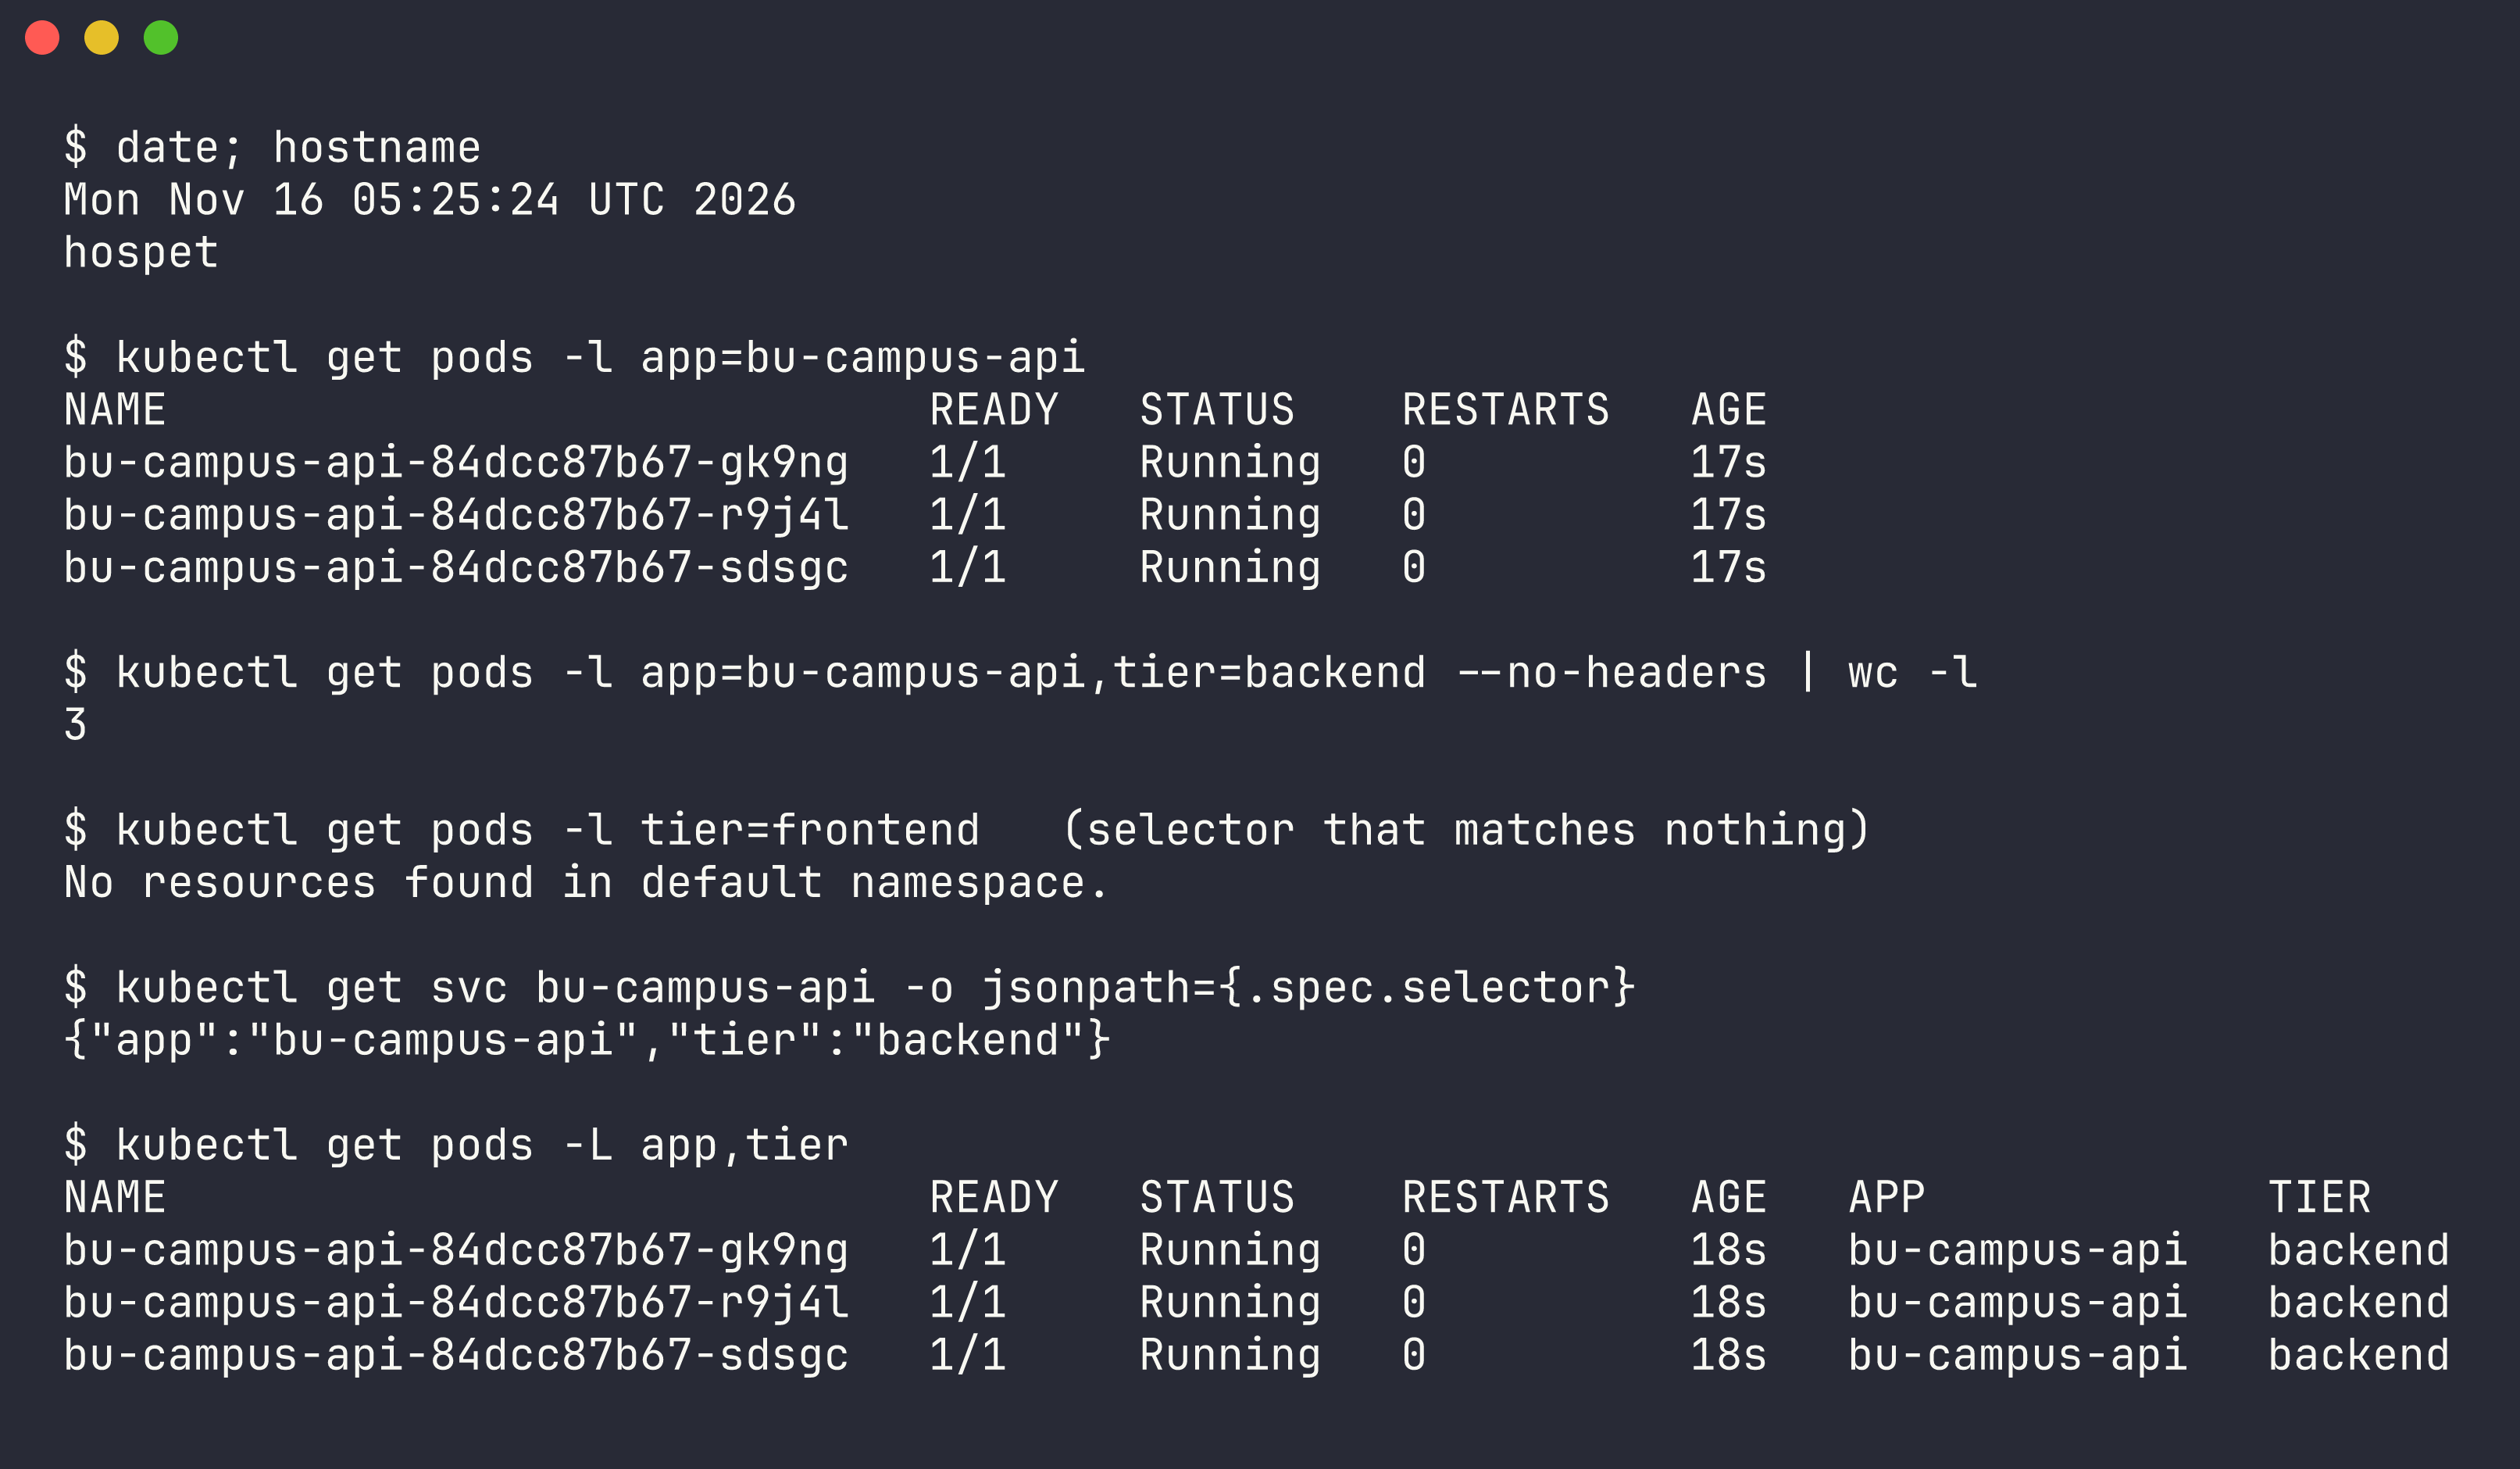 $ date; hostname
Mon Nov 16 05:25:24 UTC 2026
hospet
$ kubectl get pods -l app=bu-campus-api
NAME                             READY   STATUS    RESTARTS   AGE
bu-campus-api-84dcc87b67-gk9ng   1/1     Running   0          17s
bu-campus-api-84dcc87b67-r9j4l   1/1     Running   0          17s
bu-campus-api-84dcc87b67-sdsgc   1/1     Running   0          17s
$ kubectl get pods -l app=bu-campus-api,tier=backend --no-headers | wc -l
3
$ kubectl get pods -l tier=frontend   (selector that matches nothing)
No resources found in default namespace.
$ kubectl get svc bu-campus-api -o jsonpath={.spec.selector}
{"app":"bu-campus-api","tier":"backend"}
$ kubectl get pods -L app,tier
NAME                             READY   STATUS    RESTARTS   AGE   APP             TIER
bu-campus-api-84dcc87b67-gk9ng   1/1     Running   0          18s   bu-campus-api   backend
bu-campus-api-84dcc87b67-r9j4l   1/1     Running   0          18s   bu-campus-api   backend
bu-campus-api-84dcc87b67-sdsgc   1/1     Running   0          18s   bu-campus-api   backend